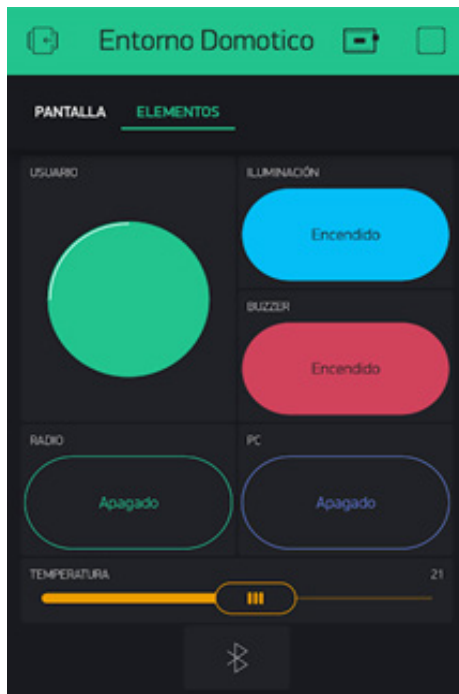 Entorno Domotico
PANTALLA ELEMENTOS
USUARIO
ILUMINACIÓN
Encendido
BUZZER
Encendido
RADIO
Apagado
PC
Apagado
TEMPERATURA 21